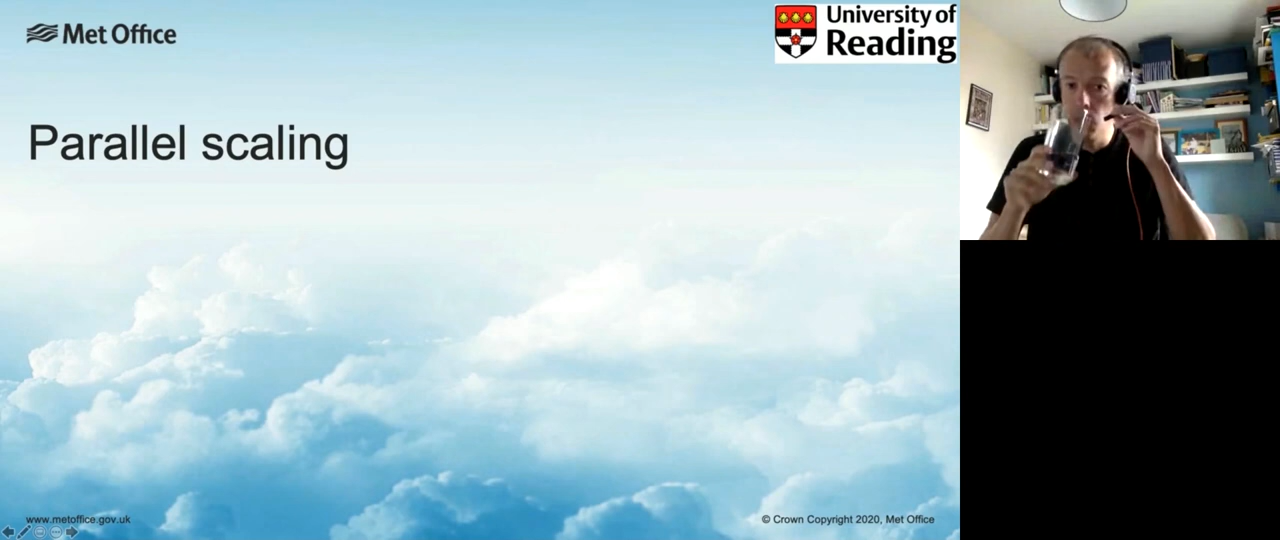 Met Office
University of
Reading
Parallel scaling
www.metoffice.gov.uk
© Crown Copyright 2020, Met Office